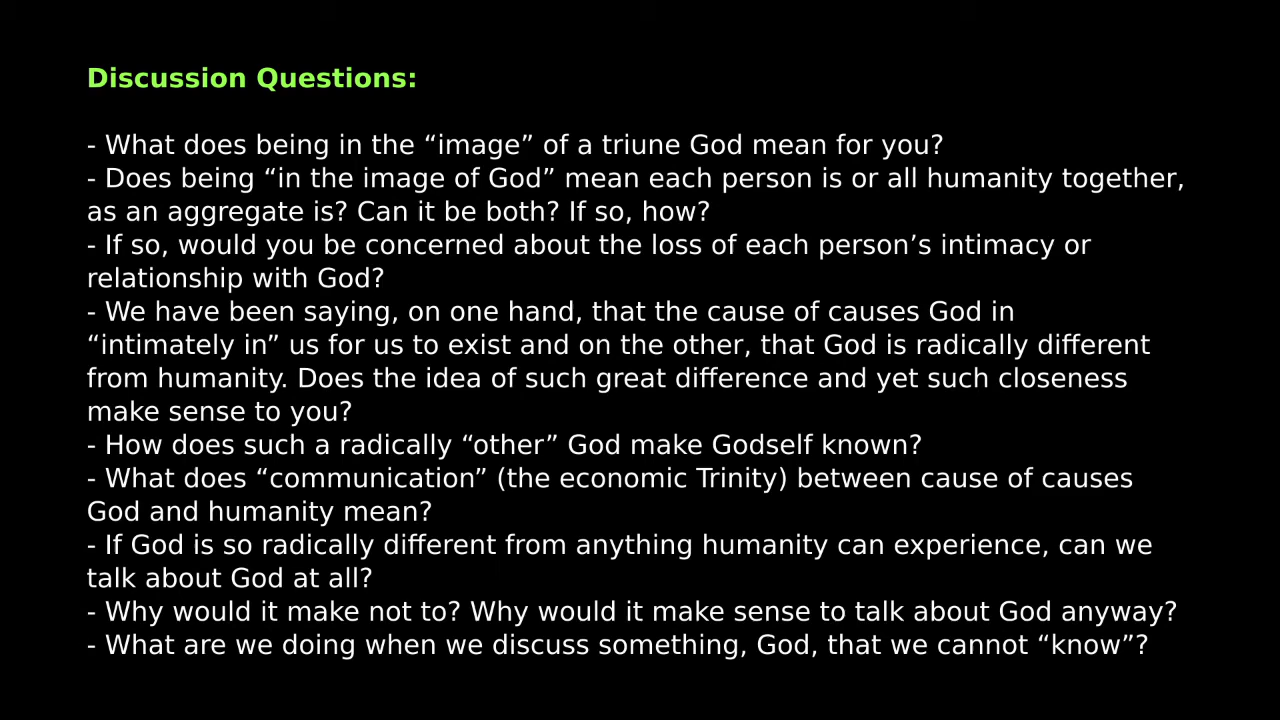 Discussion Questions:
- What does being in the “image” of a triune God mean for you?
- Does being “in the image of God” mean each person is or all humanity together,
as an aggregate is? Can it be both? If so, how?
- If so, would you be concerned about the loss of each person’s intimacy or
relationship with God?
- We have been saying, on one hand, that the cause of causes God in
“intimately in” us for us to exist and on the other, that God is radically different
from humanity. Does the idea of such great difference and yet such closeness
make sense to you?
- How does such a radically “other” God make Godself known?
- What does “communication” (the economic Trinity) between cause of causes
God and humanity mean?
- If God is so radically different from anything humanity can experience, can we
talk about God at all?
- Why would it make not to? Why would it make sense to talk about God anyway?
- What are we doing when we discuss something, God, that we cannot “know”?